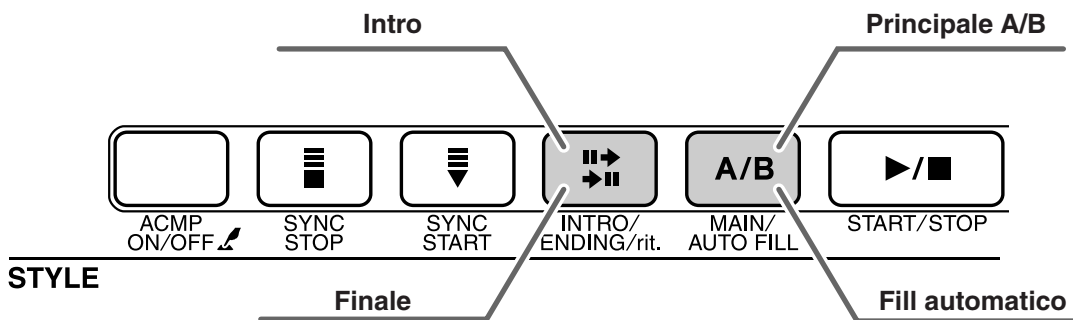 Intro
Principale A/B
A/B
ACMP
ON/OFF
SYNC
STOP
SYNC
START
INTRO/
ENDING/rit.
MAIN/
AUTO FILL
START/STOP
STYLE
Finale
Fill automatico